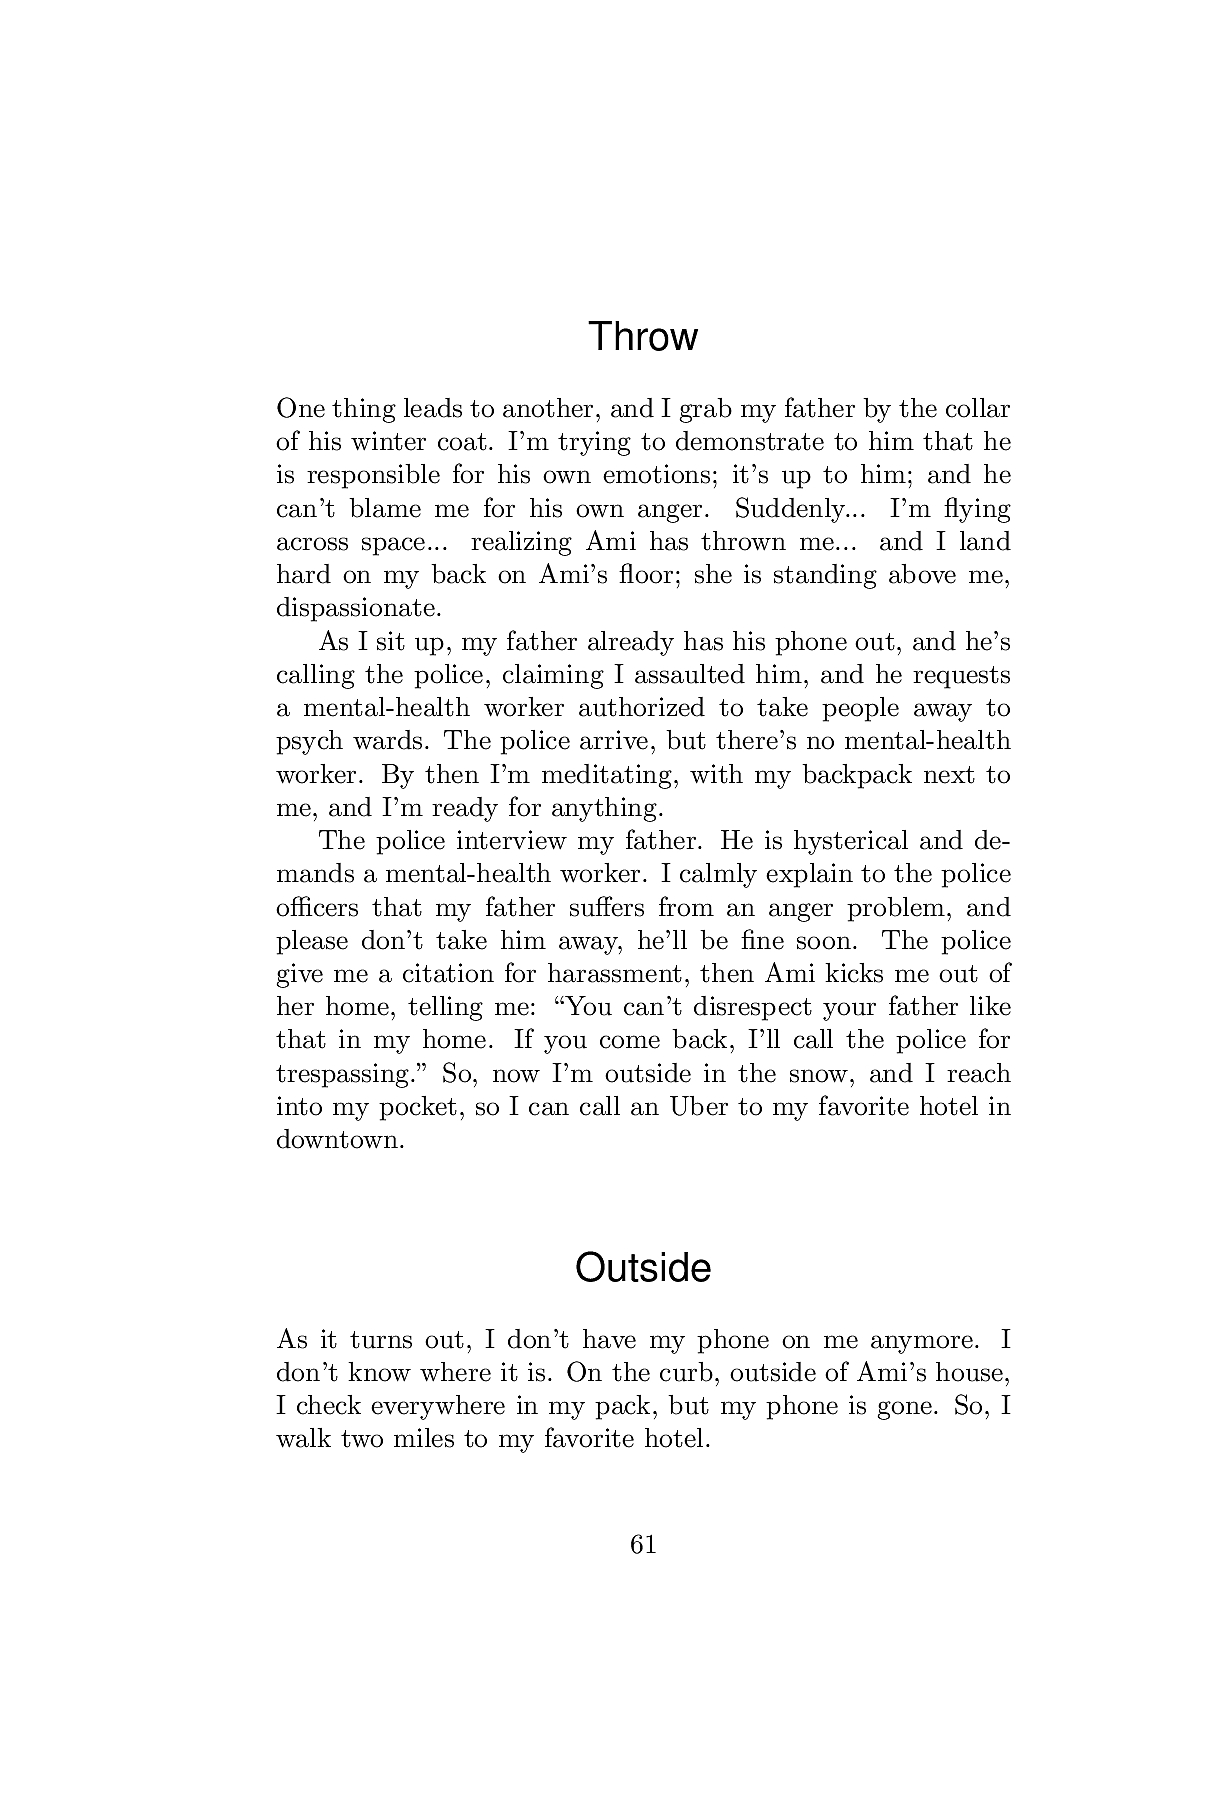 Throw
One thing leads to another, and I grab my father by the collar
of his winter coat. I'm trying to demonstrate to him that he
is responsible for his own emotions; it's up to him; and he
can't blame me for his own anger. Suddenly... I'm flying
across space... realizing Ami has thrown me... and I land
hard on my back on Ami's floor; she is standing above me,
dispassionate.
As I sit up, my father already has his phone out, and he's
calling the police, claiming I assaulted him, and he requests
a mental-health worker authorized to take people away to
psych wards. The police arrive, but there's no mental-health
worker. By then I'm meditating, with my backpack next to
me, and I'm ready for anything.
The police interview my father. He is hysterical and de-
mands a mental-health worker. I calmly explain to the police
officers that my father suffers from an anger problem, and
please don't take him away, he'll be fine soon. The police
give me a citation for harassment, then Ami kicks me out of
her home, telling me: “You can't disrespect your father like
that in my home. If you come back, I'll call the police for
trespassing.” So, now I'm outside in the snow, and I reach
into my pocket, so I can call an Uber to my favorite hotel in
downtown.
Outside
As it turns out, I don't have my phone on me anymore. I
don't know where it is. On the curb, outside of Ami's house,
I check everywhere in my pack, but my phone is gone. So, I
walk two miles to my favorite hotel.
61